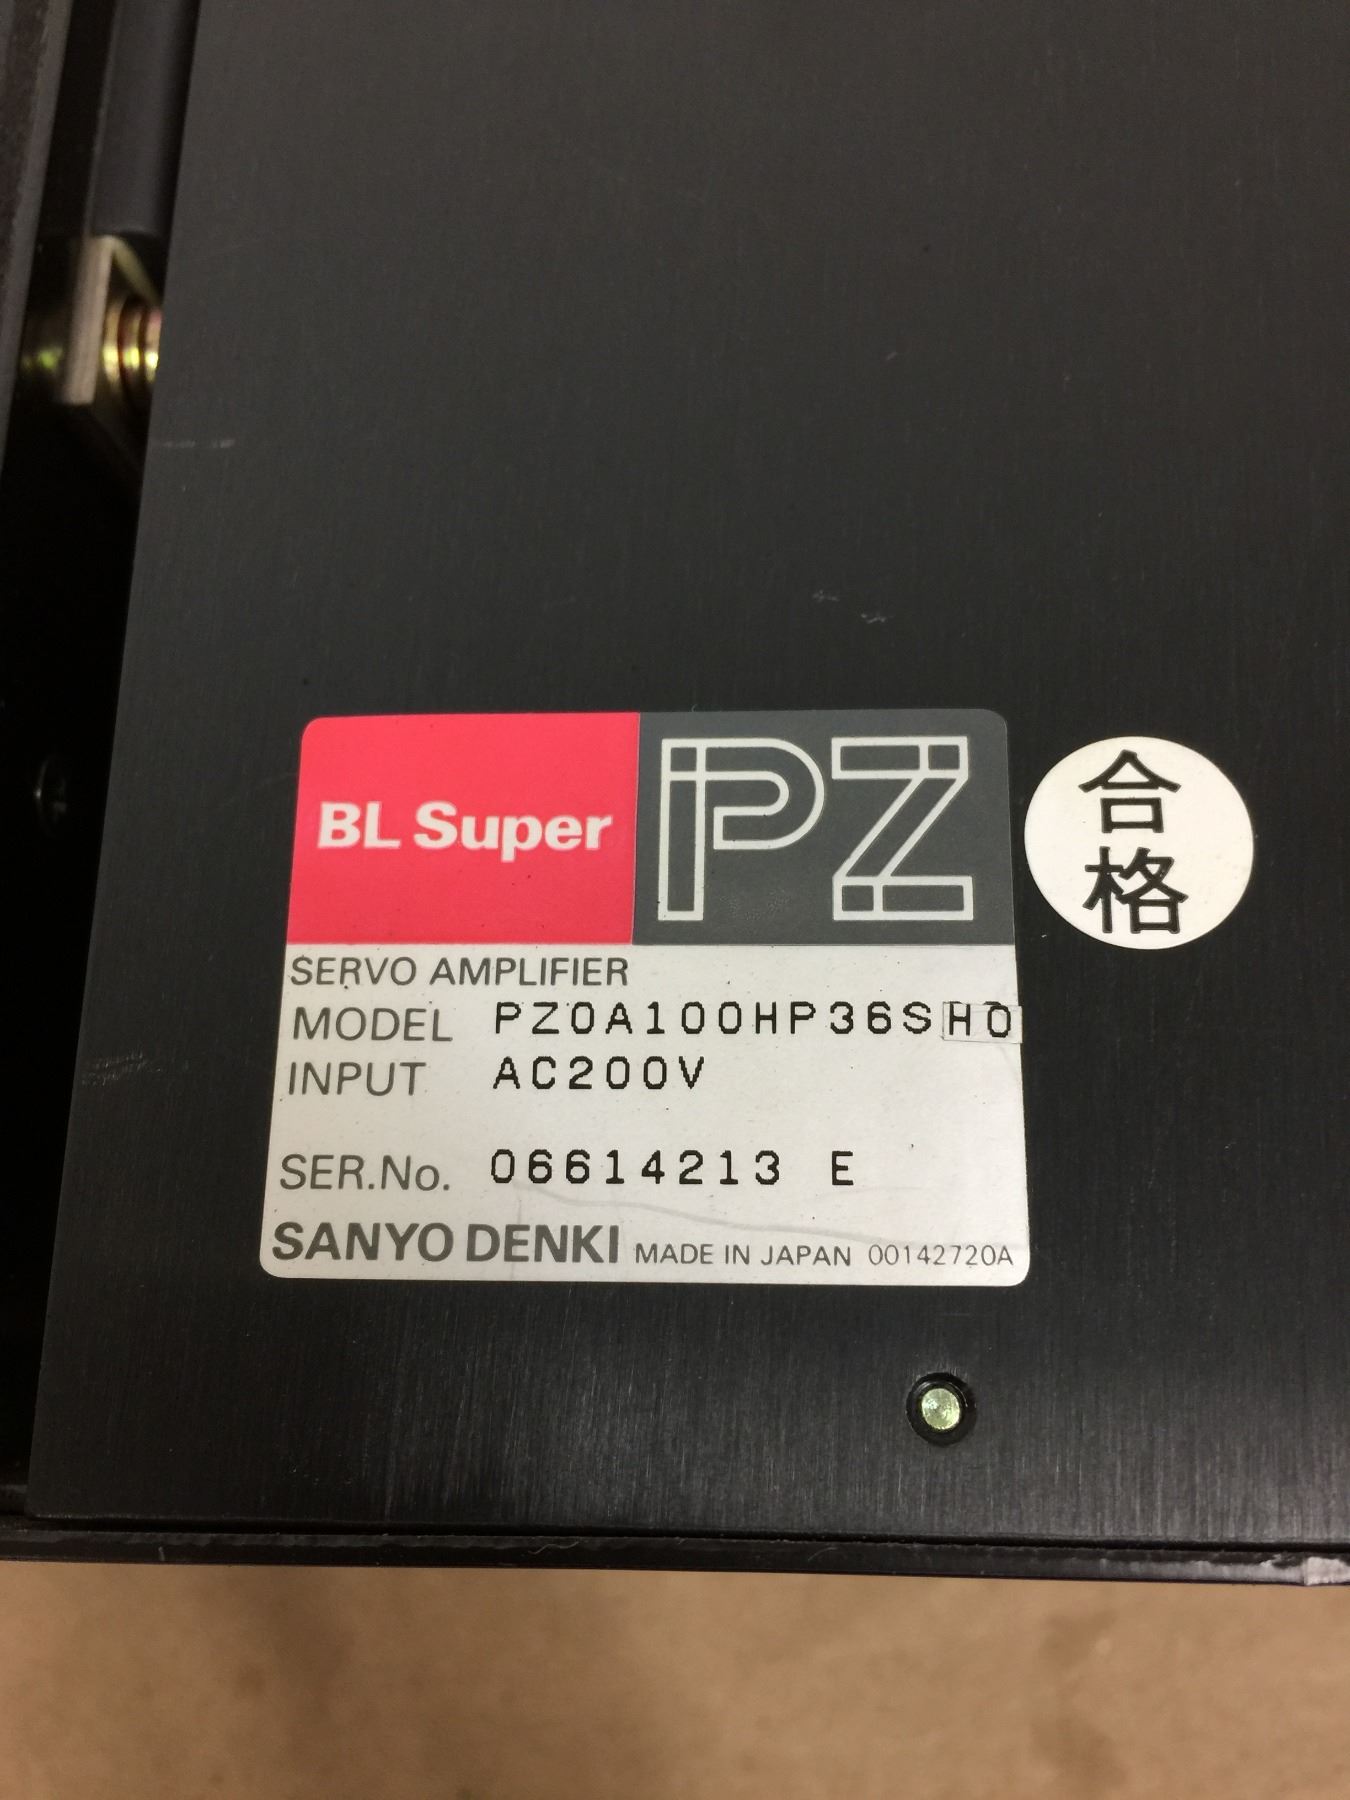 BL Super PZ
SERVO AMPLIFIER
MODEL PZ0A100HP36SH0
INPUT AC200V
SER.No. 06614213 E
SANYO DENKI MADE IN JAPAN 00142720A
合
格